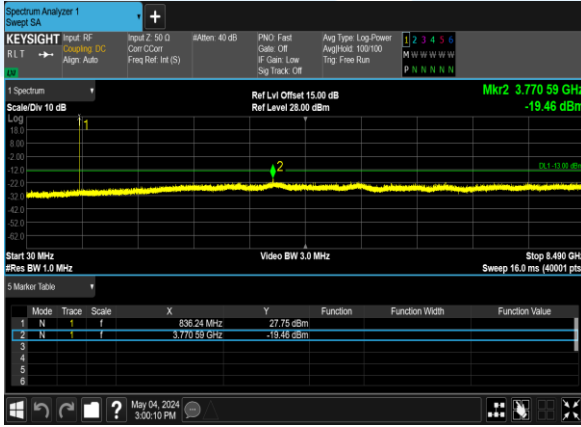 Spectrum Analyzer 1
Swept SA
KEYSIGHT Input: RF Input Z: 50 Ω #Atten: 40 dB PNO: Fast Avg Type: Log-Power 1 2 3 4 5 6
RLT Coupling: DC Corr CCorr Gate: Off Avg|Hold: 100/100 M W W W W W
Align: Auto Freq Ref: Int (S) IF Gain: Low Trig: Free Run
Sig Track: Off P N N N N N
1 Spectrum
Ref Lvl Offset 15.00 dB Mkr2 3.770 59 GHz
Scale/Div 10 dB Ref Level 28.00 dBm -19.46 dBm
Log
18.0
8.00
-2.00
-12.0
-22.0
-32.0
-42.0
-52.0
-62.0
1
2
DL1 -13.00 dBm
Start 30 MHz Video BW 3.0 MHz Stop 8.490 GHz
#Res BW 1.0 MHz Sweep 16.0 ms (40001 pts
5 Marker Table
Mode Trace Scale X Y Function Function Width Function Value
1 N 1 f 836.24 MHz 27.75 dBm
2 N 1 f 3.770 59 GHz -19.46 dBm
3
4
5
6
? May 04, 2024
3:00:10 PM